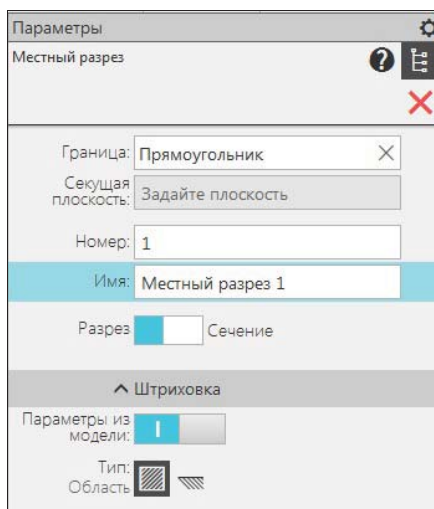 Параметры
Местный разрез
?
Граница: Прямоугольник
Секущая
плоскость: Задайте плоскость
Номер: 1
Имя: Местный разрез 1
Разрез Сечение
Штриховка
Параметры из
модели:
Тип:
Область